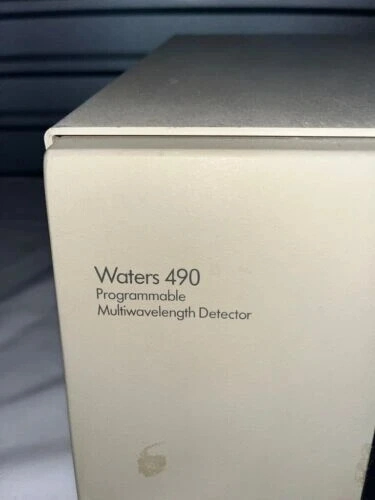 Waters 490
Programmable
Multiwavelength Detector